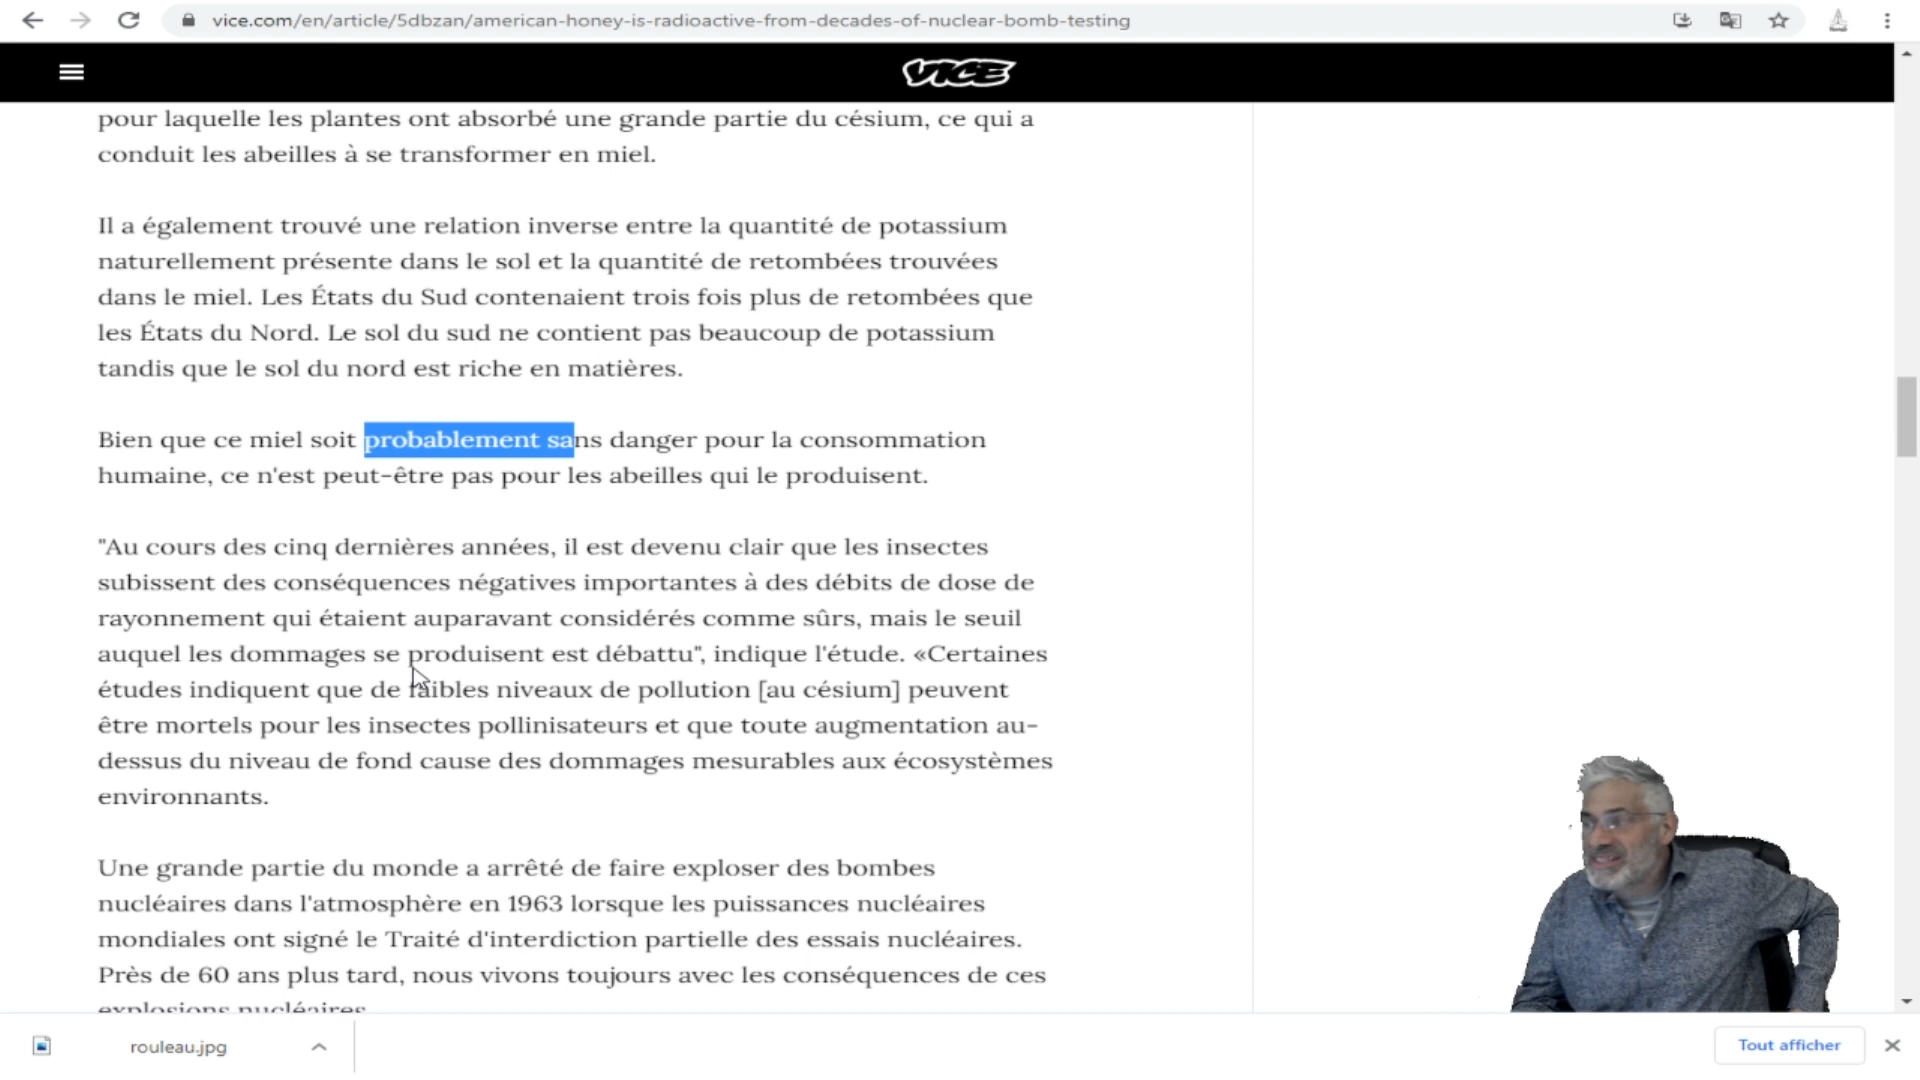 vice.com/en/article/5dbzan/american-honey-is-radioactive-from-decades-of-nuclear-bomb-testing
VICE
pour laquelle les plantes ont absorbé une grande partie du césium, ce qui a
conduit les abeilles à se transformer en miel.
Il a également trouvé une relation inverse entre la quantité de potassium
naturellement présente dans le sol et la quantité de retombées trouvées
dans le miel. Les États du Sud contenaient trois fois plus de retombées que
les États du Nord. Le sol du sud ne contient pas beaucoup de potassium
tandis que le sol du nord est riche en matières.
Bien que ce miel soit probablement sans danger pour la consommation
humaine, ce n'est peut-être pas pour les abeilles qui le produisent.
"Au cours des cinq dernières années, il est devenu clair que les insectes
subissent des conséquences négatives importantes à des débits de dose de
rayonnement qui étaient auparavant considérés comme sûrs, mais le seuil
auquel les dommages se produisent est débattu", indique l'étude. «Certaines
études indiquent que de faibles niveaux de pollution [au césium] peuvent
être mortels pour les insectes pollinisateurs et que toute augmentation au-
dessus du niveau de fond cause des dommages mesurables aux écosystèmes
environnants.
Une grande partie du monde a arrêté de faire exploser des bombes
nucléaires dans l'atmosphère en 1963 lorsque les puissances nucléaires
mondiales ont signé le Traité d'interdiction partielle des essais nucléaires.
Près de 60 ans plus tard, nous vivons toujours avec les conséquences de ces
explosions nucléaires
rouleau.jpg
Tout afficher